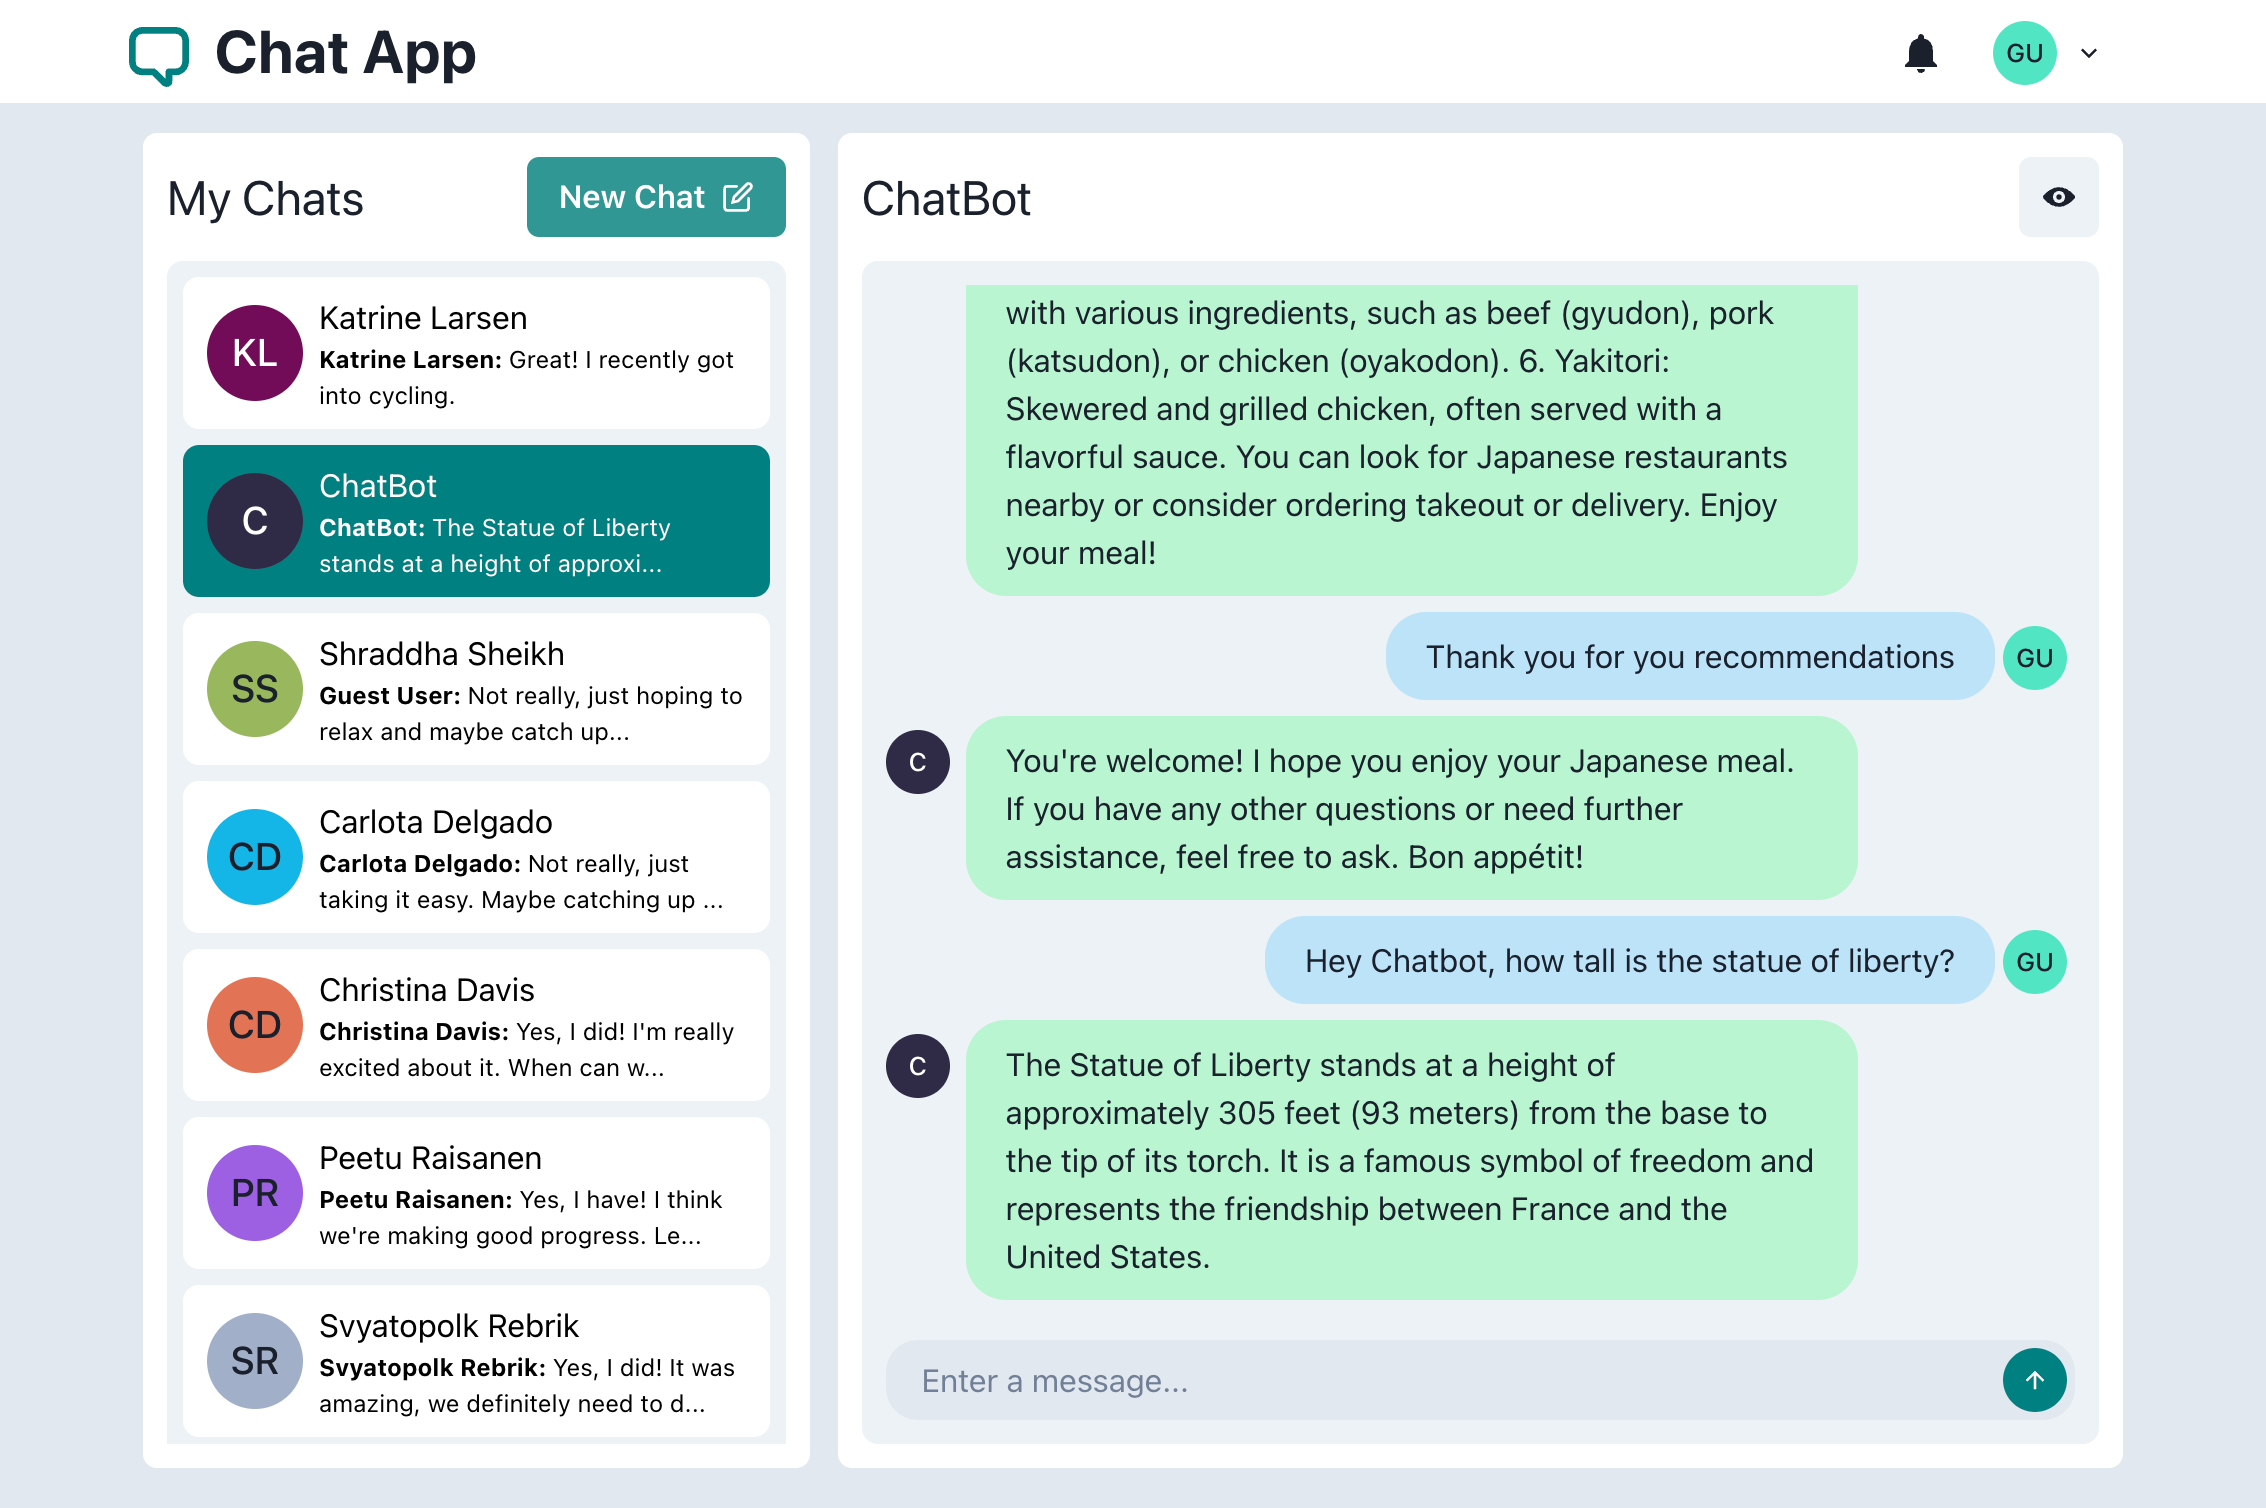 Chat App
GU
My Chats
New Chat
KL
Katrine Larsen
Katrine Larsen: Great! I recently got
into cycling.
C
ChatBot
ChatBot: The Statue of Liberty
stands at a height of approxi...
SS
Shraddha Sheikh
Guest User: Not really, just hoping to
relax and maybe catch up...
CD
Carlota Delgado
Carlota Delgado: Not really, just
taking it easy. Maybe catching up ...
CD
Christina Davis
Christina Davis: Yes, I did! I'm really
excited about it. When can w...
PR
Peetu Raisanen
Peetu Raisanen: Yes, I have! I think
we're making good progress. Le...
SR
Svyatopolk Rebrik
Svyatopolk Rebrik: Yes, I did! It was
amazing, we definitely need to d...
ChatBot
with various ingredients, such as beef (gyudon), pork
(katsudon), or chicken (oyakodon). 6. Yakitori:
Skewered and grilled chicken, often served with a
flavorful sauce. You can look for Japanese restaurants
nearby or consider ordering takeout or delivery. Enjoy
your meal!
Thank you for you recommendations
GU
C
You're welcome! I hope you enjoy your Japanese meal.
If you have any other questions or need further
assistance, feel free to ask. Bon appétit!
Hey Chatbot, how tall is the statue of liberty?
GU
C
The Statue of Liberty stands at a height of
approximately 305 feet (93 meters) from the base to
the tip of its torch. It is a famous symbol of freedom and
represents the friendship between France and the
United States.
Enter a message...